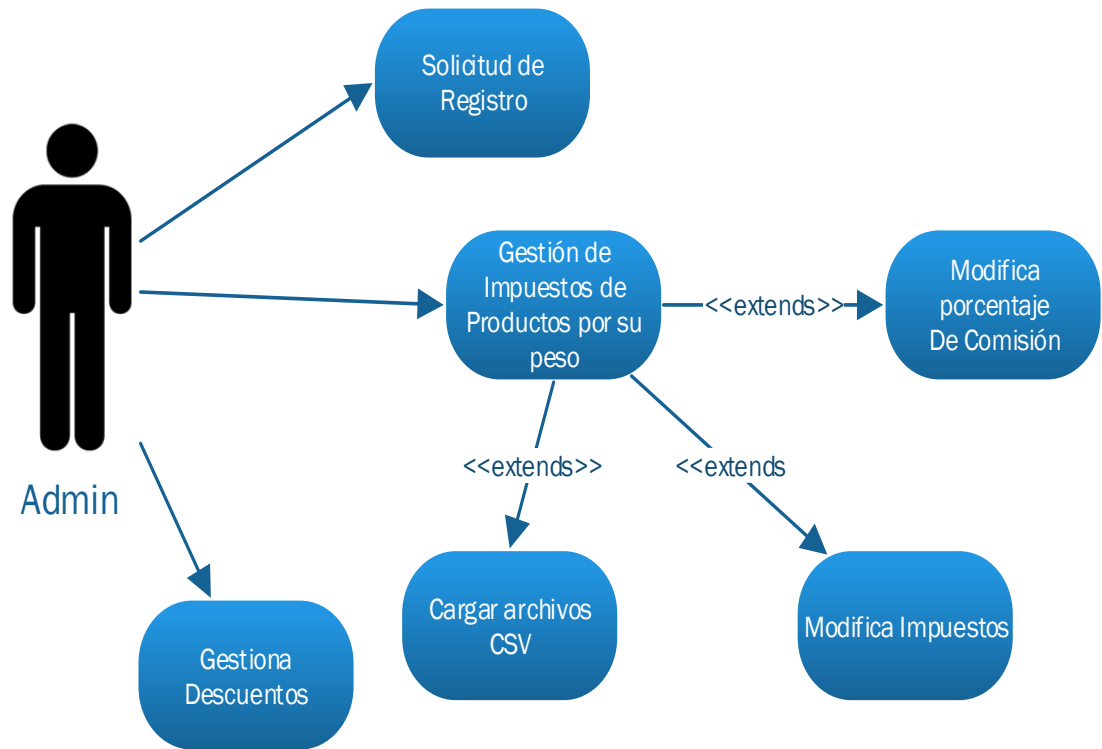 Solicitud de
Registro
Gestión de
Impuestos de
Productos por su
peso
<<extends>>
Modifica
porcentaje
De Comisión
<<extends>>
<<extends
Admin
Cargar archivos
CSV
Modifica Impuestos
Gestiona
Descuentos